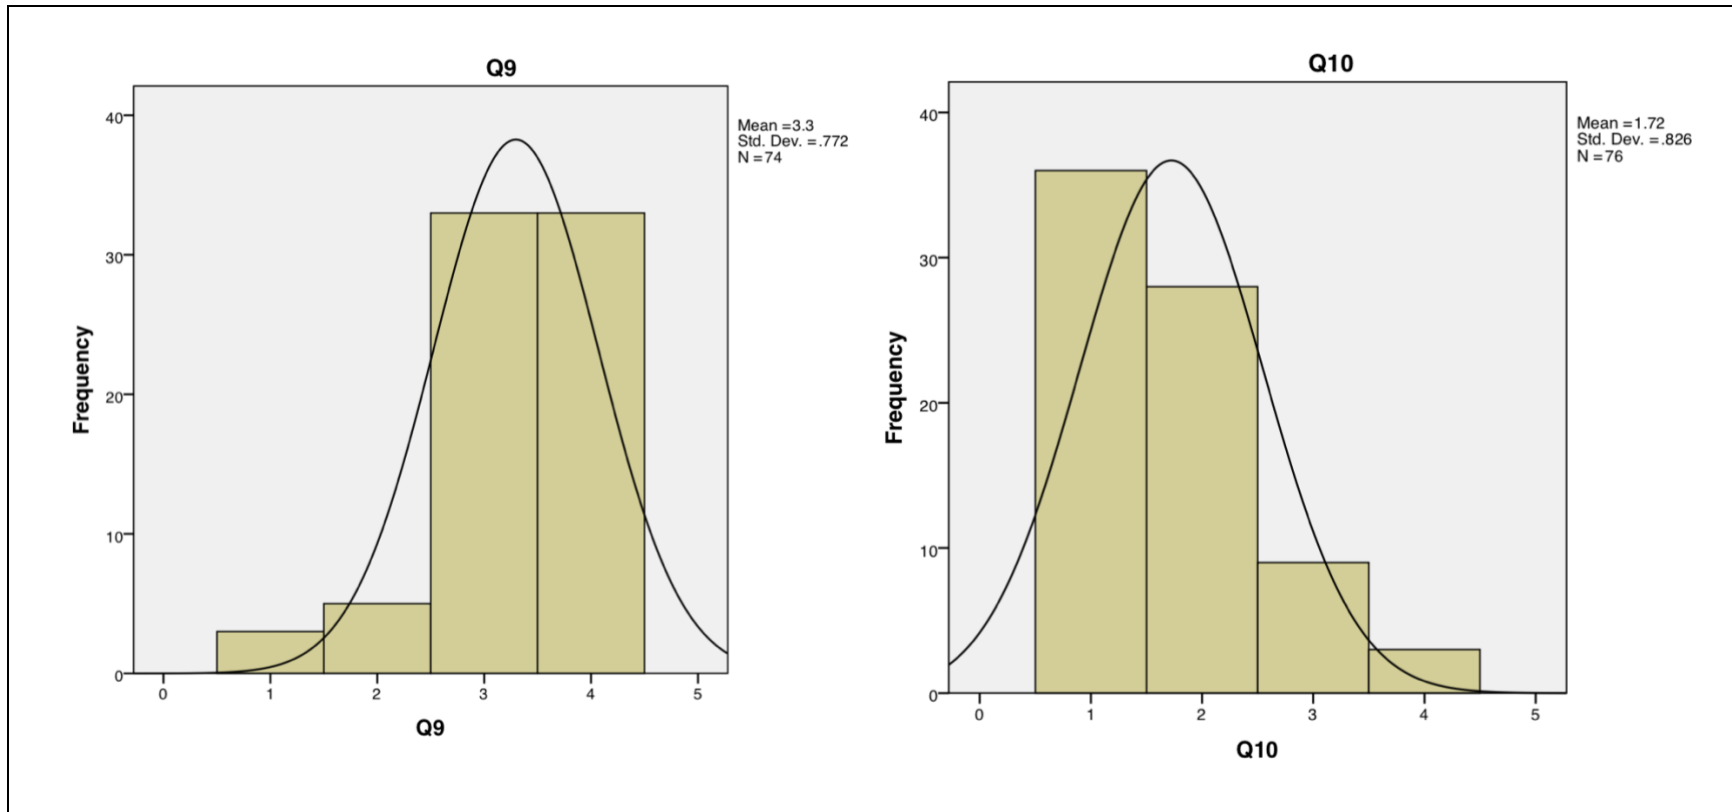 Q9
Mean =3.3
Std. Dev. =.772
N =74
40
30
20
10
0
Frequency
0 1 2 3 4 5
Q9
Q10
Mean =1.72
Std. Dev. =.826
N =76
40
30
20
10
0
Frequency
0 1 2 3 4 5
Q10